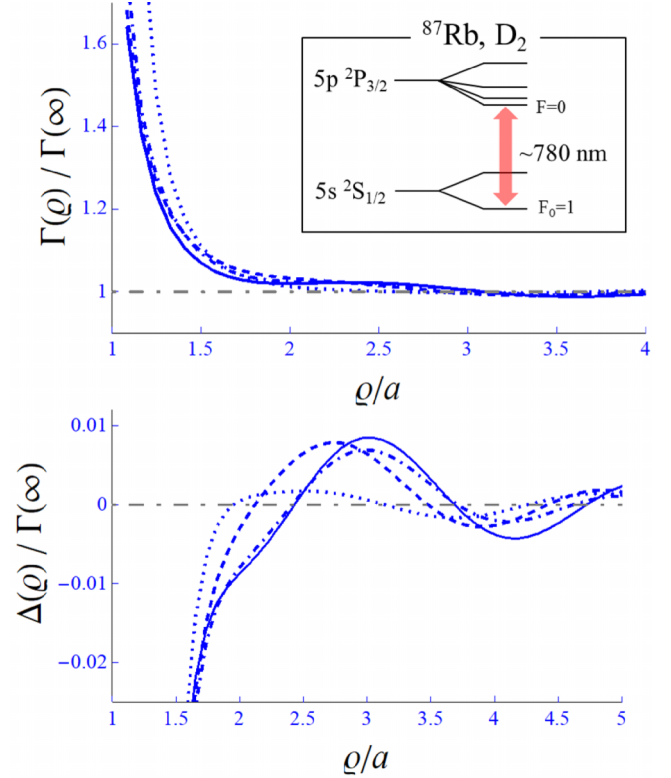 1.6
1.4
1.2
1
Γ(ϱ) / Γ(∞)
⁸⁷Rb, D₂
5p ²P₃/₂
F=0
~780 nm
5s ²S₁/₂
F₀=1
1 1.5 2 2.5 3 3.5 4
ϱ/a
0.01
0
−0.01
−0.02
Δ(ϱ) / Γ(∞)
1 1.5 2 2.5 3 3.5 4 4.5 5
ϱ/a